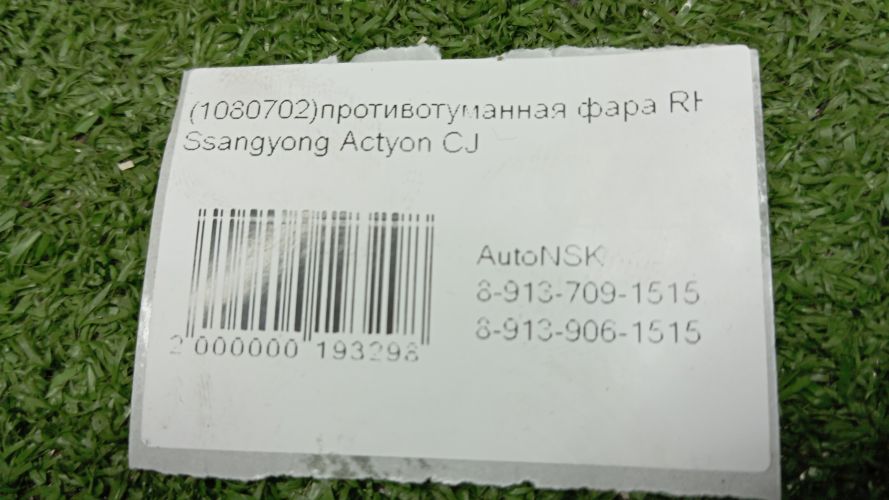 (1080702)противотуманная фара RH
Ssangyong Actyon CJ
AutoNSK
8-913-709-1515
8-913-906-1515
2 000000 193298